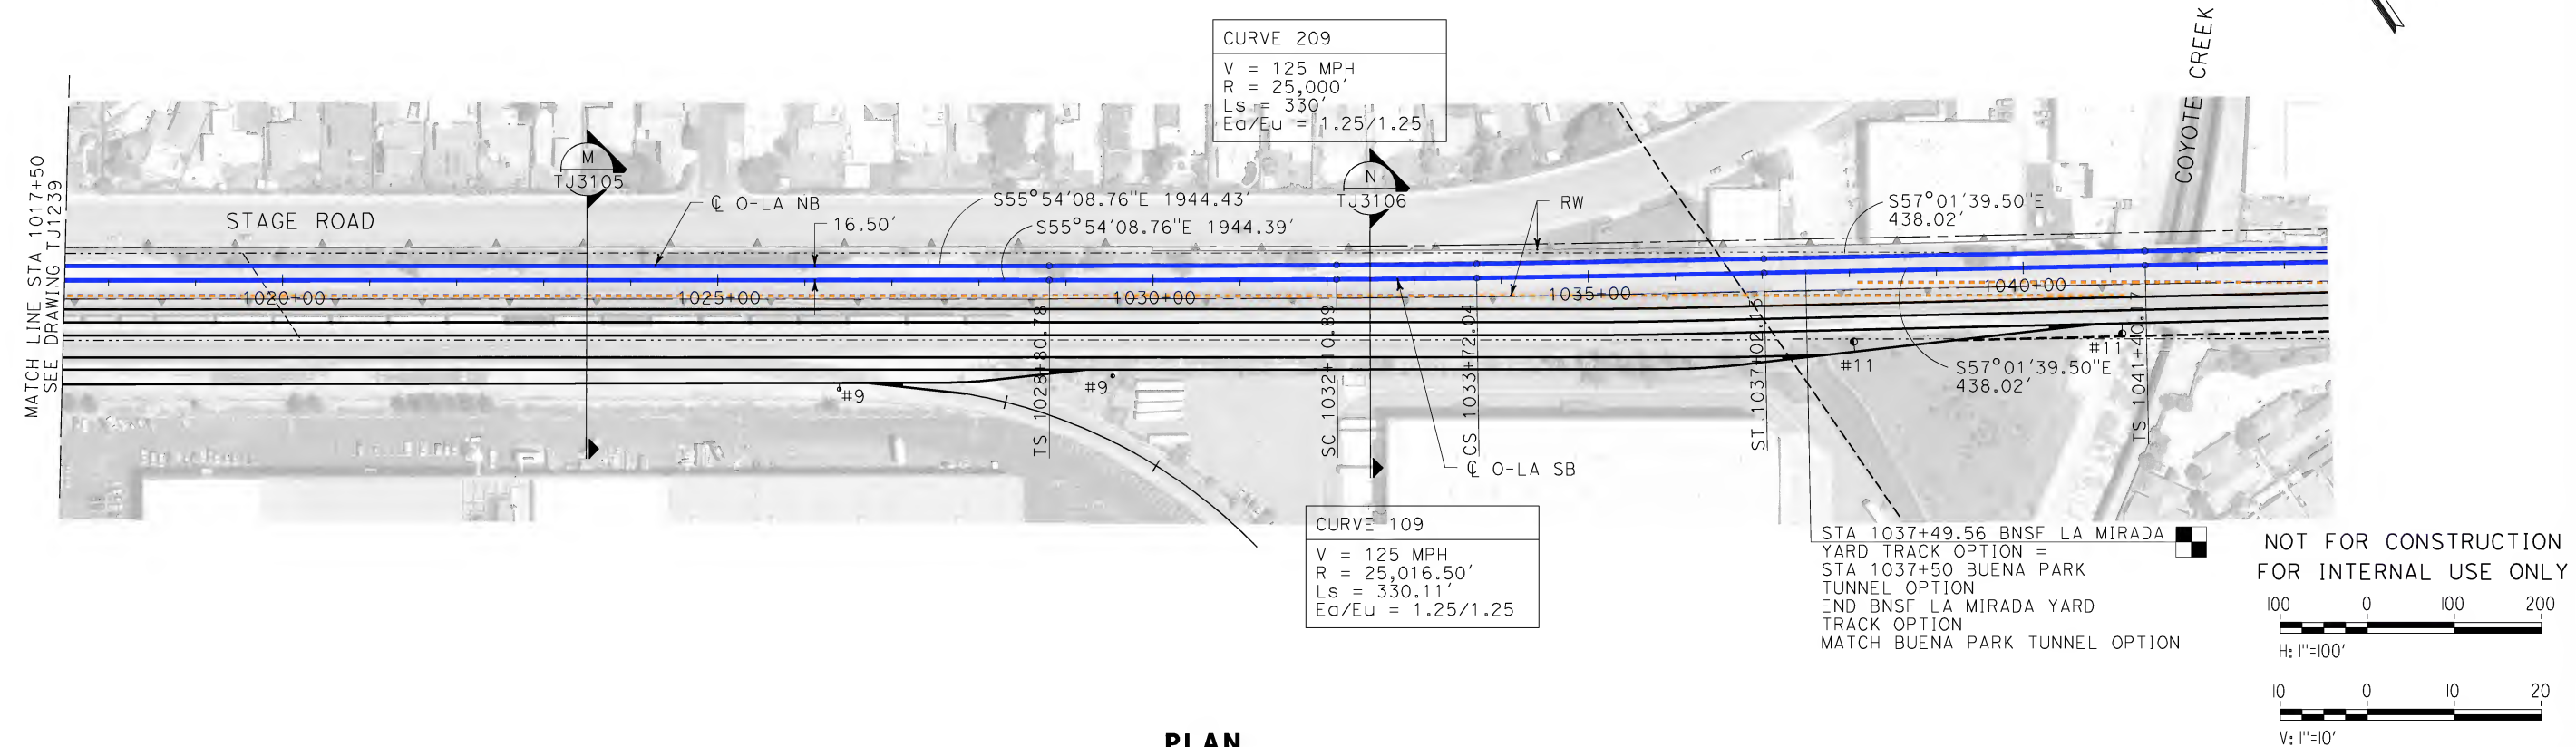 CURVE 209
V = 125 MPH
R = 25,000'
Ls = 330'
Ea/Eu = 1.25/1.25
COYOTE CREEK
MATCH LINE STA 1017+50
SEE DRAWING TJ1239
M
TJ3105
N
TJ3106
STAGE ROAD
℄ O-LA NB
16.50'
S55°54'08.76"E 1944.43'
S55°54'08.76"E 1944.39'
RW
S57°01'39.50"E
438.02'
1020+00
1025+00
1030+00
1035+00
1040+00
TS 1028+80.78
SC 1032+10.89
CS 1033+72.04
ST 1037+02.15
TS 1041+40.17
#9
#9
#11
#11
S57°01'39.50"E
438.02'
℄ O-LA SB
CURVE 109
V = 125 MPH
R = 25,016.50'
Ls = 330.11'
Ea/Eu = 1.25/1.25
STA 1037+49.56 BNSF LA MIRADA
YARD TRACK OPTION =
STA 1037+50 BUENA PARK
TUNNEL OPTION
END BNSF LA MIRADA YARD
TRACK OPTION
MATCH BUENA PARK TUNNEL OPTION
NOT FOR CONSTRUCTION
FOR INTERNAL USE ONLY
100 0 100 200
H: 1"=100'
10 0 10 20
V: 1"=10'
PLAN